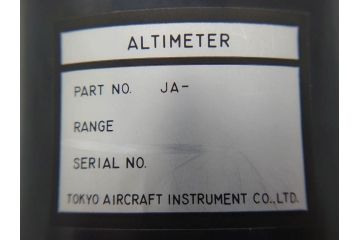 ALTIMETER
PART NO. JA-
RANGE
SERIAL NO.
TOKYO AIRCRAFT INSTRUMENT CO., LTD.